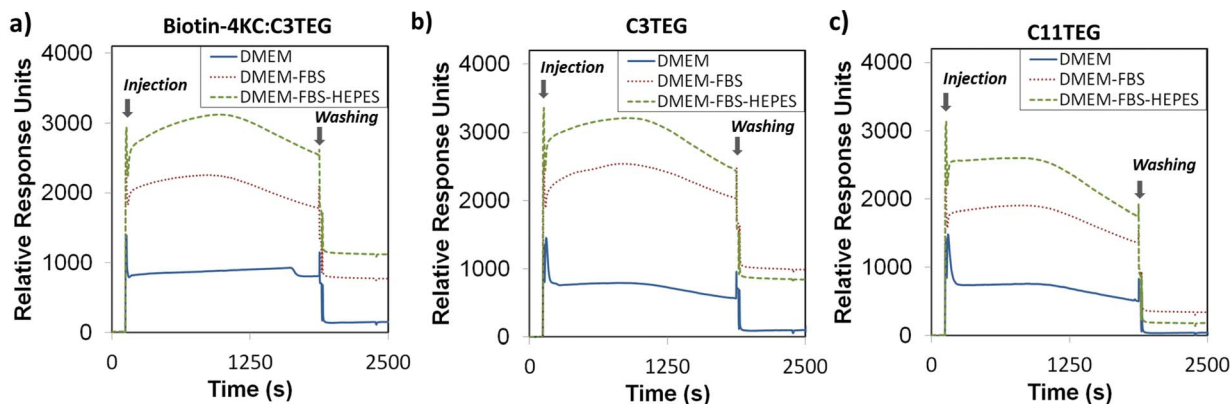 a)
Biotin-4KC:C3TEG
Relative Response Units
4000
3000
2000
1000
0
Injection
DMEM
DMEM-FBS
DMEM-FBS-HEPES
Washing
0
1250
2500
Time (s)
b)
C3TEG
Relative Response Units
4000
3000
2000
1000
0
Injection
DMEM
DMEM-FBS
DMEM-FBS-HEPES
Washing
0
1250
2500
Time (s)
c)
C11TEG
Relative Response Units
4000
3000
2000
1000
0
Injection
DMEM
DMEM-FBS
DMEM-FBS-HEPES
Washing
0
1250
2500
Time (s)